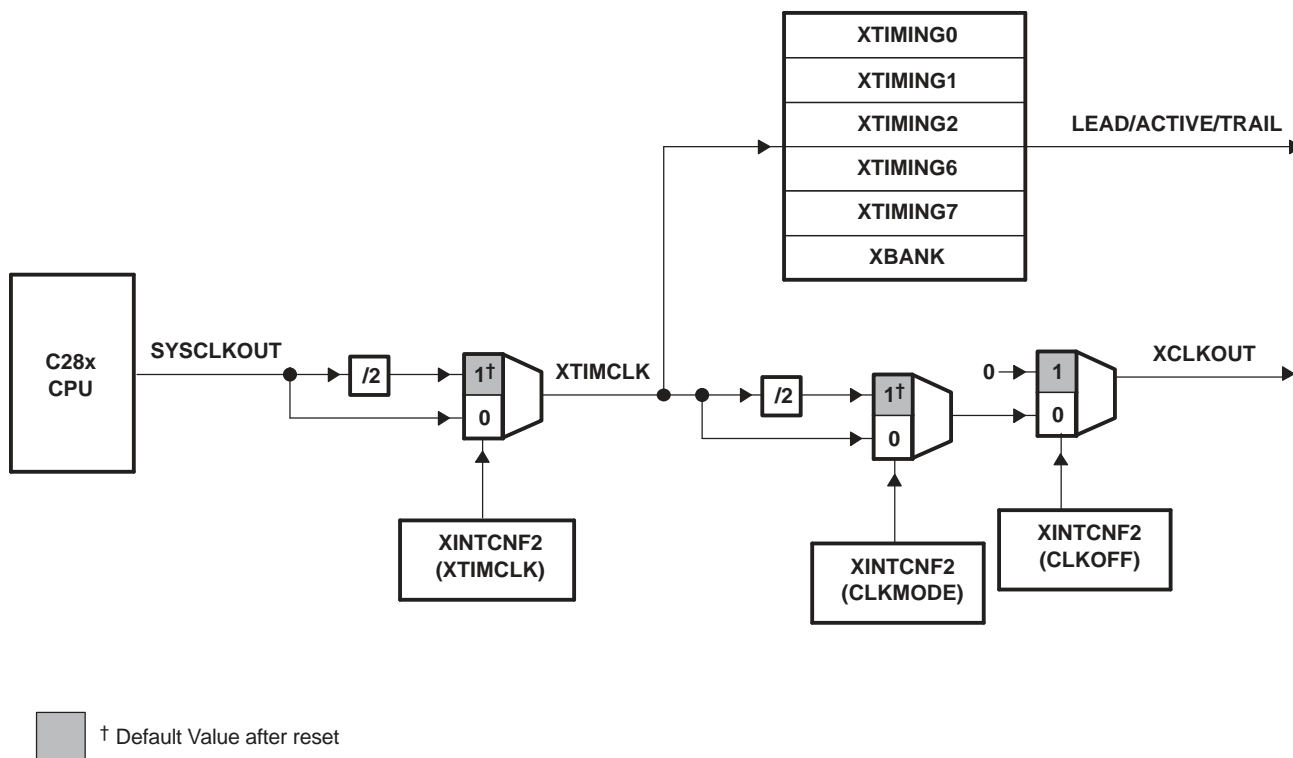 XTIMING0
XTIMING1
XTIMING2
XTIMING6
XTIMING7
XBANK
LEAD/ACTIVE/TRAIL
C28x
CPU
SYSCLKOUT
/2
1†
0
XTIMCLK
/2
1†
0
0
1
0
XCLKOUT
XINTCNF2
(XTIMCLK)
XINTCNF2
(CLKMODE)
XINTCNF2
(CLKOFF)
† Default Value after reset